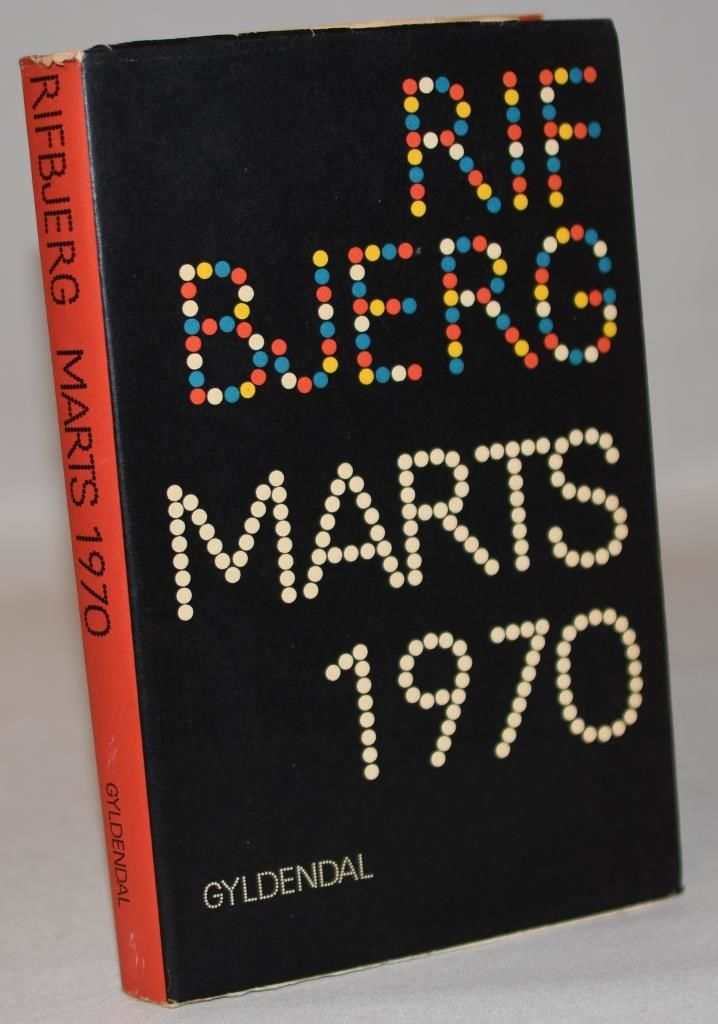 RIFBJERG MARTS 1970
GYLDENDAL
RIF
BJERG
MARTS
1970
GYLDENDAL